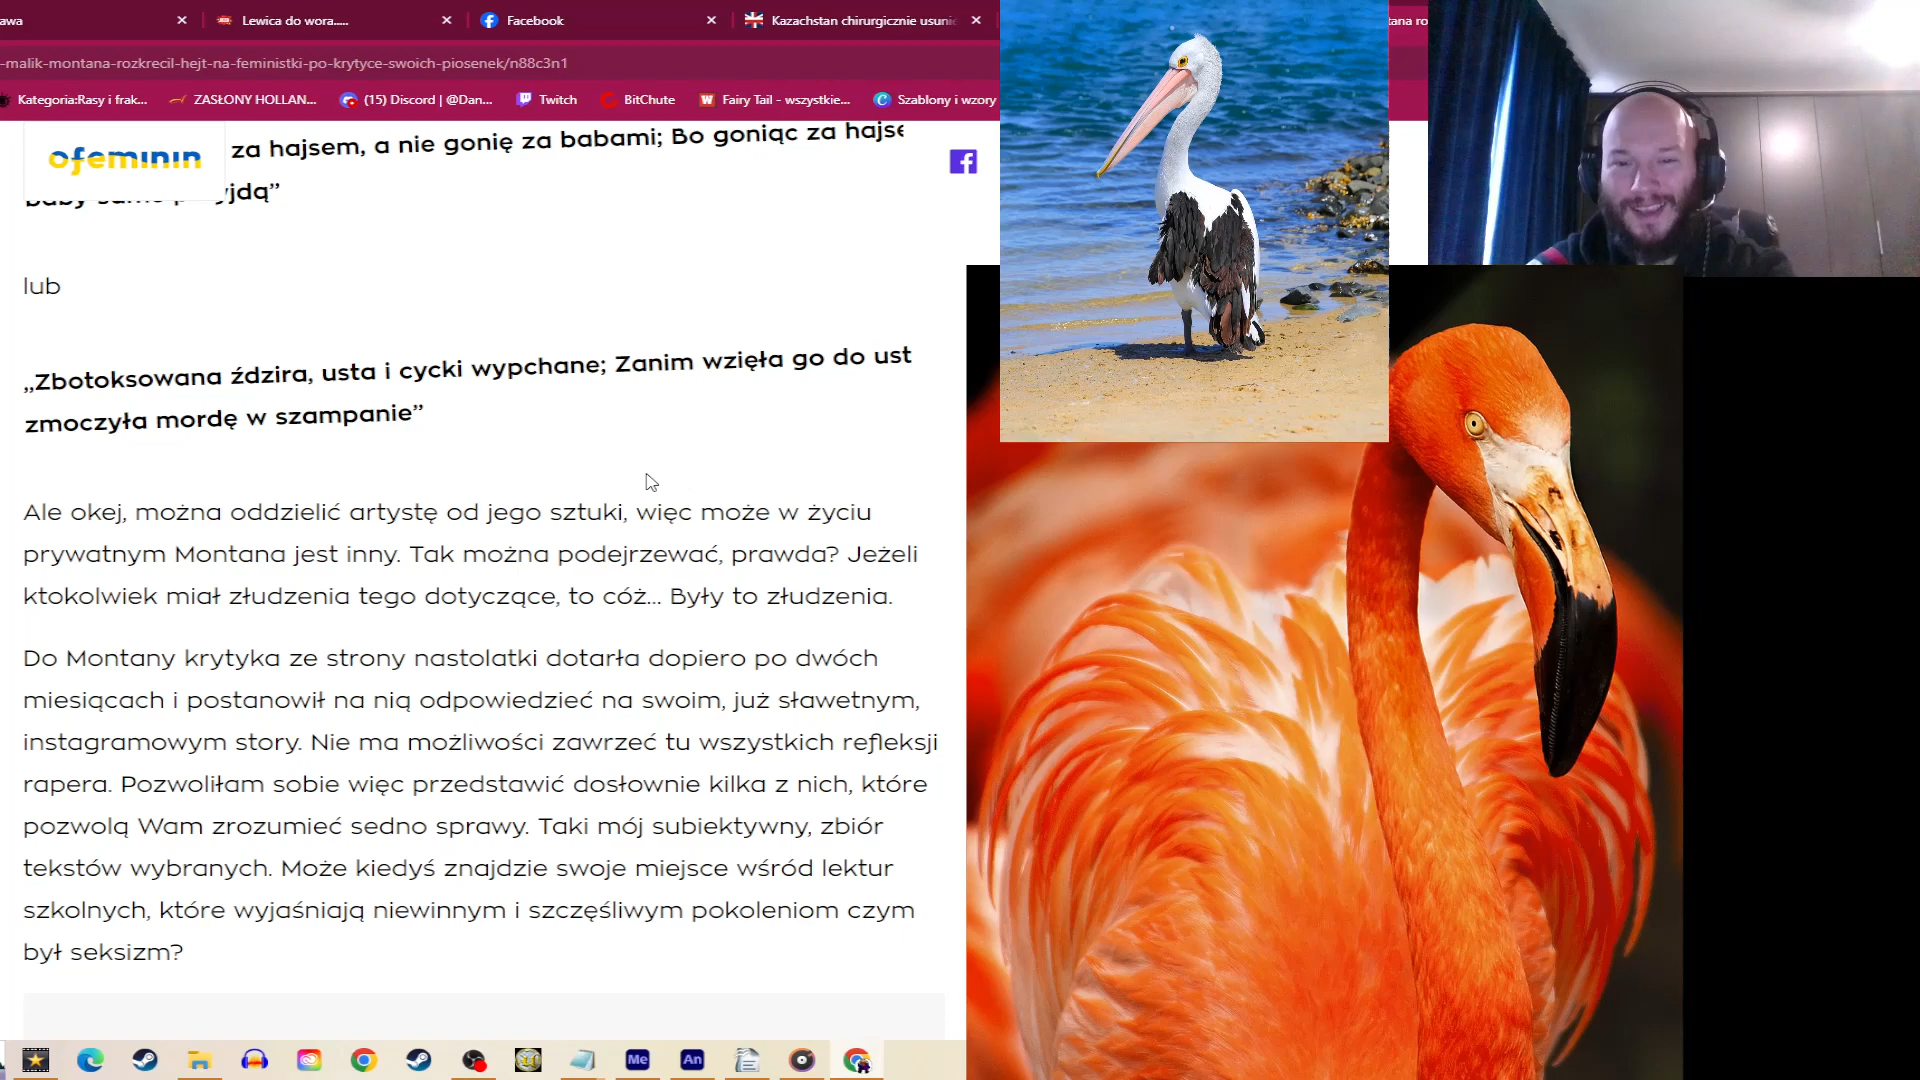 awa
Lewica do wora.....
Facebook
Kazachstan chirurgicznie usunie
tana ro
-malik-montana-rozkrecil-hejt-na-feministki-po-krytyce-swoich-piosenek/n88c3n1
Kategoria:Rasy i frak...
ZASŁONY HOLLAN...
(15) Discord | @Dan...
Twitch
BitChute
Fairy Tail - wszystkie...
Szablony i wzory
ofeminin
za hajsem, a nie gonię za babami; Bo goniąc za hajse
baby same przyjdą”
lub
„Zbotoksowana ździra, usta i cycki wypchane; Zanim wzięła go do ust
zmoczyła mordę w szampanie”
Ale okej, można oddzielić artystę od jego sztuki, więc może w życiu
prywatnym Montana jest inny. Tak można podejrzewać, prawda? Jeżeli
ktokolwiek miał złudzenia tego dotyczące, to cóż... Były to złudzenia.
Do Montany krytyka ze strony nastolatki dotarła dopiero po dwóch
miesiącach i postanowił na nią odpowiedzieć na swoim, już sławetnym,
instagramowym story. Nie ma możliwości zawrzeć tu wszystkich refleksji
rapera. Pozwoliłam sobie więc przedstawić dosłownie kilka z nich, które
pozwolą Wam zrozumieć sedno sprawy. Taki mój subiektywny, zbiór
tekstów wybranych. Może kiedyś znajdzie swoje miejsce wśród lektur
szkolnych, które wyjaśniają niewinnym i szczęśliwym pokoleniom czym
był seksizm?
Me
An